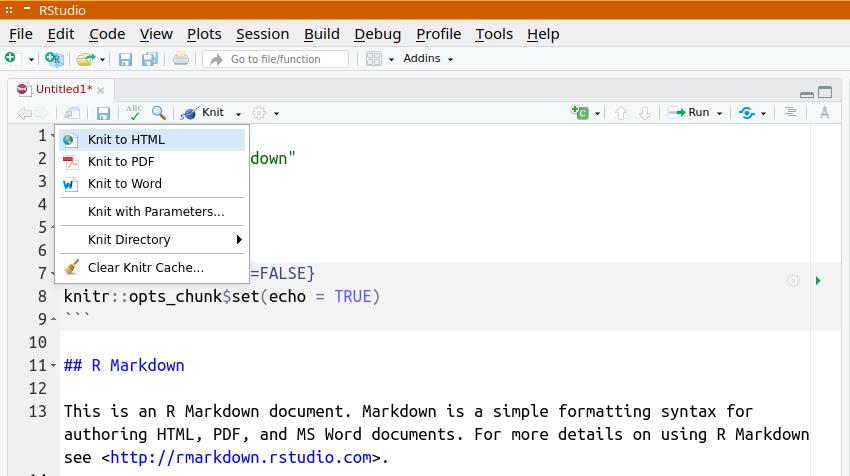 RStudio
File Edit Code View Plots Session Build Debug Profile Tools Help
Go to file/function Addins
Untitled1*
ABC Knit Run
1
Knit to HTML
2 down"
Knit to PDF
3
Knit to Word
4
Knit with Parameters...
5
Knit Directory
6
Clear Knitr Cache...
7 =FALSE}
8 knitr::opts_chunk$set(echo = TRUE)
9 ```
10
11 ## R Markdown
12
13 This is an R Markdown document. Markdown is a simple formatting syntax for
authoring HTML, PDF, and MS Word documents. For more details on using R Markdown
see <http://rmarkdown.rstudio.com>.